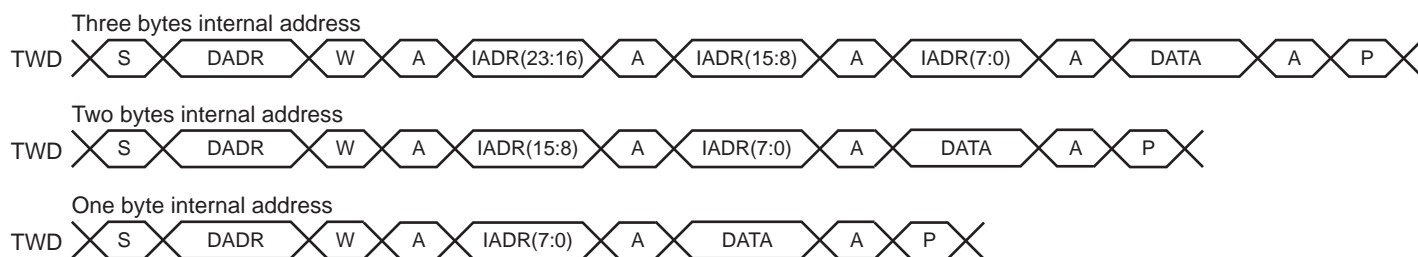 Three bytes internal address
TWD S DADR W A IADR(23:16) A IADR(15:8) A IADR(7:0) A DATA A P
Two bytes internal address
TWD S DADR W A IADR(15:8) A IADR(7:0) A DATA A P
One byte internal address
TWD S DADR W A IADR(7:0) A DATA A P